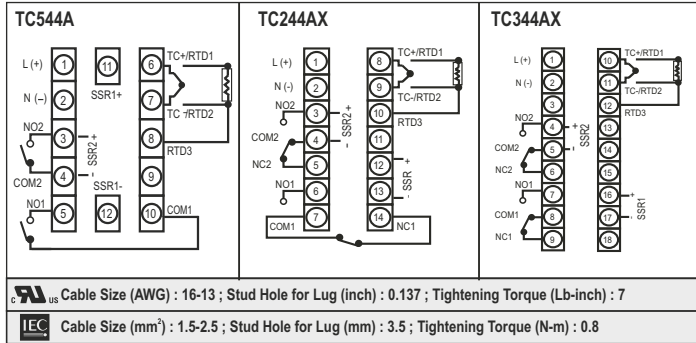 TC544A
L (+)
N (–)
NO2
COM2
NO1
1
2
3
4
5
11
SSR1+
SSR2
+
-
SSR1-
12
6
7
8
9
10
TC+/RTD1
TC-/RTD2
RTD3
COM1
TC244AX
L (+)
N (-)
NO2
COM2
NC2
NO1
COM1
1
2
3
4
5
6
7
SSR2
+
-
8
9
10
11
12
13
14
TC+/RTD1
TC-/RTD2
RTD3
SSR
+
-
NC1
TC344AX
L (+)
N (-)
NO2
COM2
NC2
NO1
COM1
NC1
1
2
3
4
5
6
7
8
9
SSR2
+
-
10
11
12
13
14
15
16
17
18
TC+/RTD1
TC-/RTD2
RTD3
SSR1
+
-
c RU US Cable Size (AWG) : 16-13 ; Stud Hole for Lug (inch) : 0.137 ; Tightening Torque (Lb-inch) : 7
IEC Cable Size (mm²) : 1.5-2.5 ; Stud Hole for Lug (mm) : 3.5 ; Tightening Torque (N-m) : 0.8